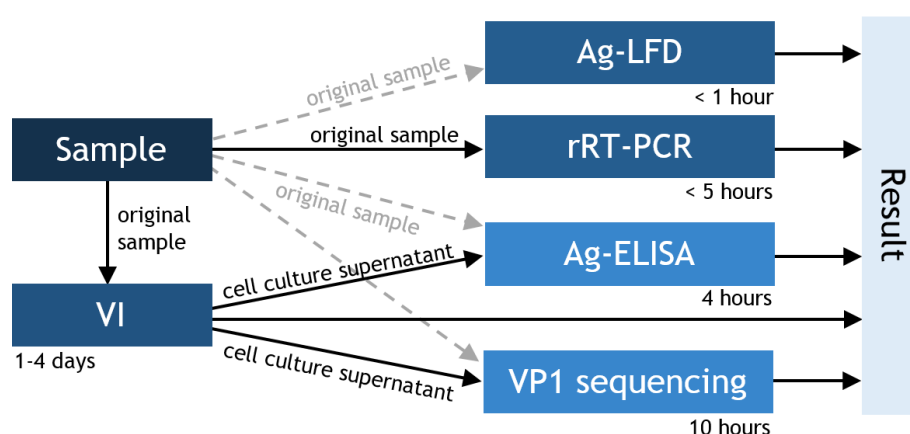 Ag-LFD
< 1 hour
original sample
Sample
original sample
rRT-PCR
< 5 hours
original sample
original
sample
Ag-ELISA
4 hours
cell culture supernatant
VI
1-4 days
cell culture supernatant
VP1 sequencing
10 hours
Result